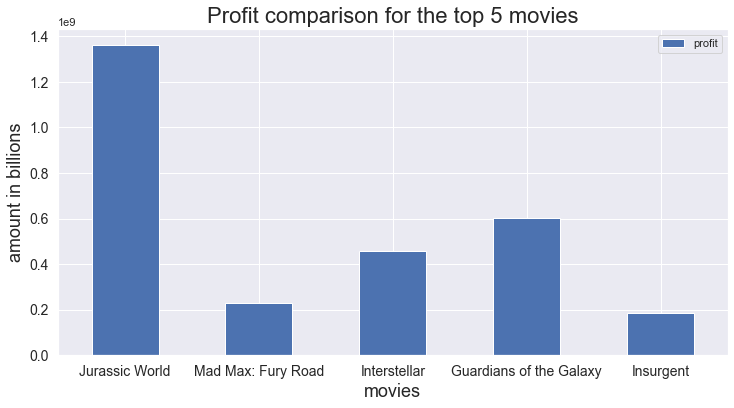 Profit comparison for the top 5 movies
1e9
profit
1.4
1.2
1.0
0.8
0.6
0.4
0.2
0.0
amount in billions
Jurassic World
Mad Max: Fury Road
Interstellar
Guardians of the Galaxy
Insurgent
movies